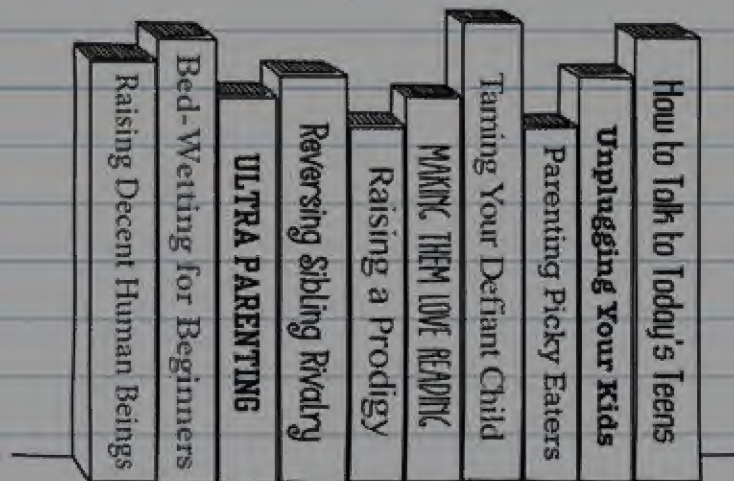 Raising Decent Human Beings
Bed-Wetting for Beginners
ULTRA PARENTING
Reversing Sibling Rivalry
Raising a Prodigy
MAKING THEM LOVE READING
Taming Your Defiant Child
Parenting Picky Eaters
Unplugging Your Kids
How to Talk to Today's Teens